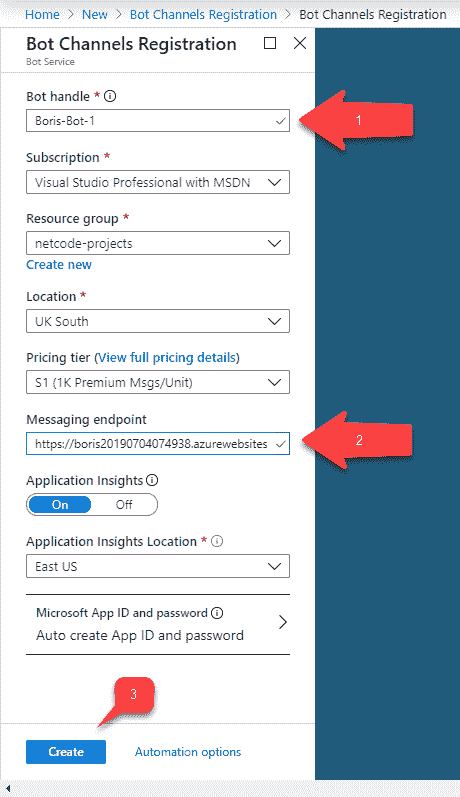 Home > New > Bot Channels Registration > Bot Channels Registration
Bot Channels Registration
Bot Service
Bot handle *
Boris-Bot-1
1
Subscription *
Visual Studio Professional with MSDN
Resource group *
netcode-projects
Create new
Location *
UK South
Pricing tier (View full pricing details)
S1 (1K Premium Msgs/Unit)
Messaging endpoint
https://boris20190704074938.azurewebsites
2
Application Insights
On Off
Application Insights Location *
East US
Microsoft App ID and password
Auto create App ID and password
3
Create Automation options